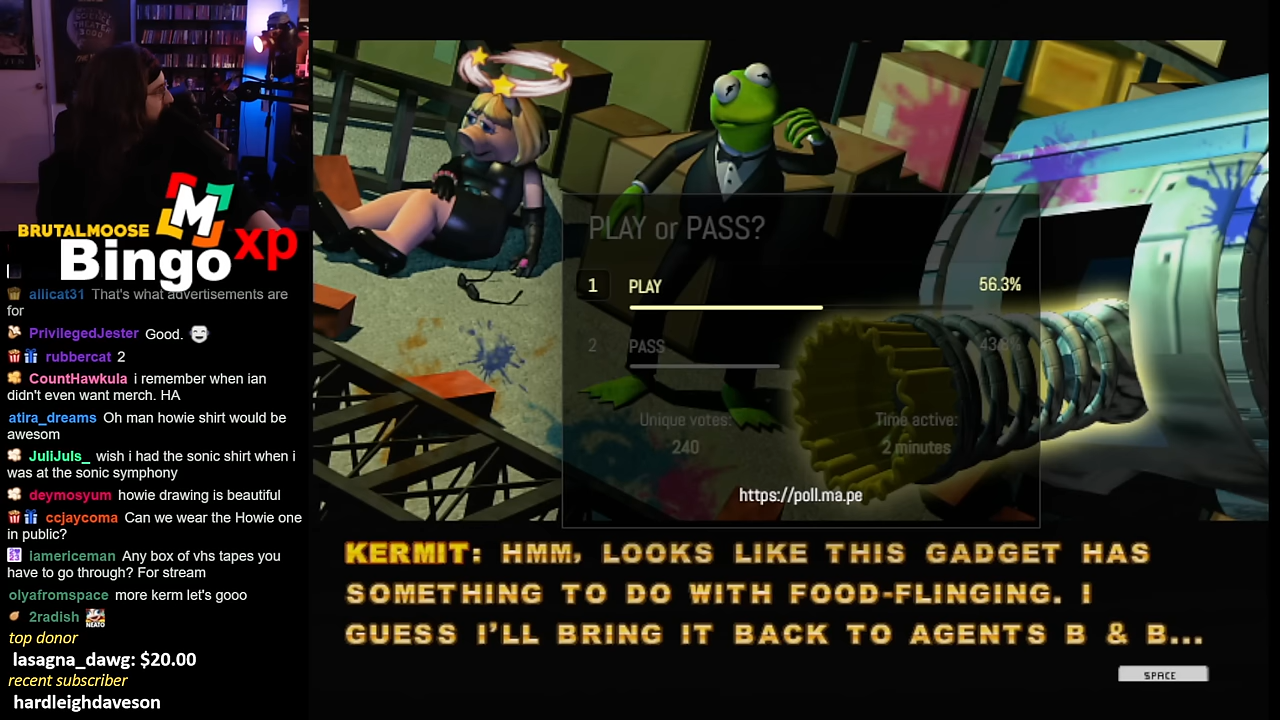 SCIENCE
THEATER
3000
BRUTALMOOSE
M
Bingo xp
allicat31 That's what advertisements are
for
PrivilegedJester Good.
rubbercat 2
CountHawkula i remember when ian
didn't even want merch. HA
atira_dreams Oh man howie shirt would be
awesom
JuliJuls_ wish i had the sonic shirt when i
was at the sonic symphony
deymosyum howie drawing is beautiful
ccjaycoma Can we wear the Howie one
in public?
iamericeman Any box of vhs tapes you
have to go through? For stream
olyafromspace more kerm let's gooo
2radish NEATO
top donor
lasagna_dawg: $20.00
recent subscriber
hardleighdaveson
PLAY or PASS?
1 PLAY 56.3%
2 PASS
Unique votes: Time active:
240 2 minutes
https://poll.ma.pe
KERMIT: HMM, LOOKS LIKE THIS GADGET HAS
SOMETHING TO DO WITH FOOD-FLINGING. I
GUESS I'LL BRING IT BACK TO AGENTS B & B...
SPACE